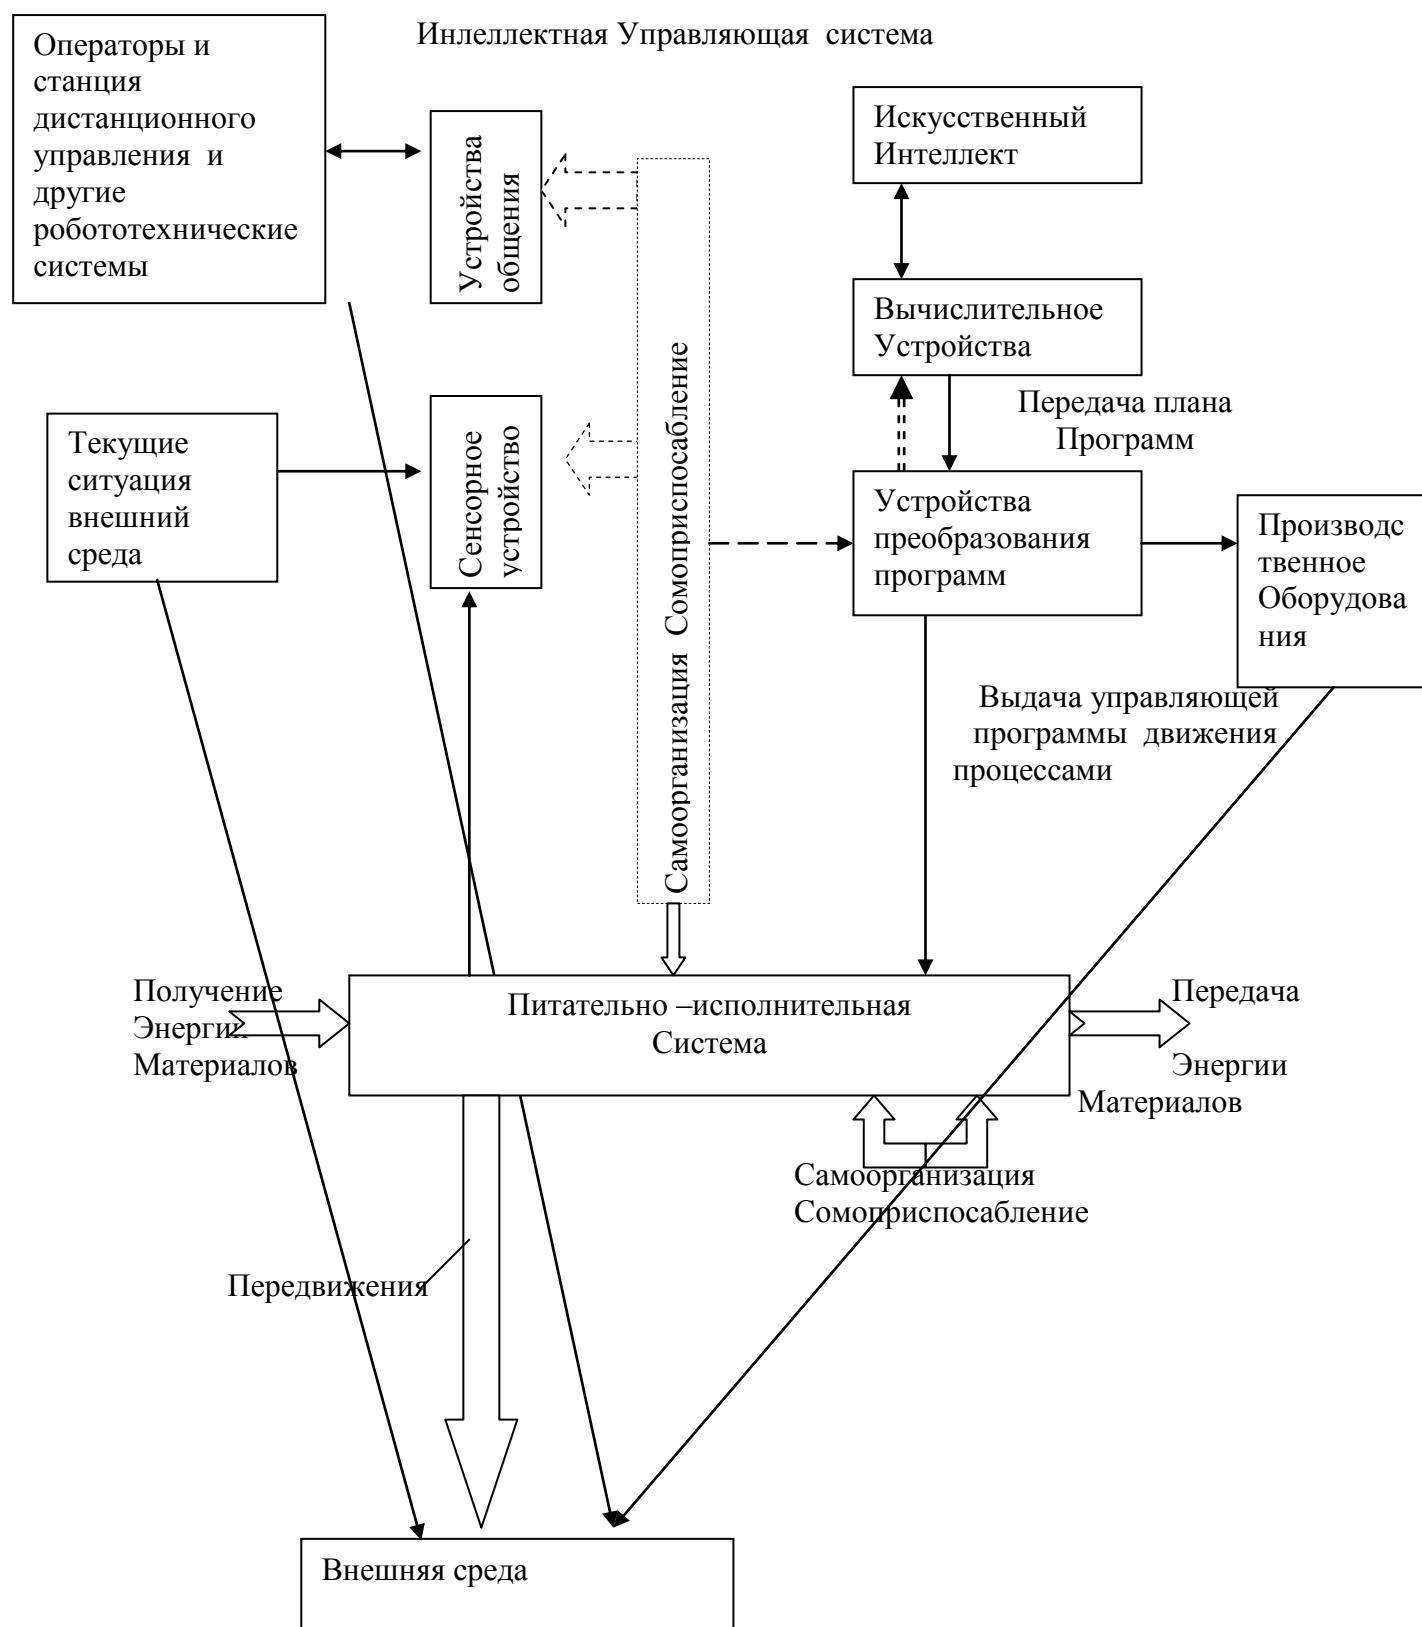 Инлеллектная Управляющая система
Операторы и
станция
дистанционного
управления и
другие
робототехнические
системы
Устройства
общения
Искусственный
Интеллект
Вычислительное
Устройства
Передача плана
Программ
Текущие
ситуация
внешний
среда
Сенсорное
устройство
Самоорганизация Сомоприспосабление
Устройства
преобразования
программ
Производс
твенное
Оборудова
ния
Выдача управляющей
программы движения
процессами
Получение
Энергии
Материалов
Питательно –исполнительная
Система
Передача
Энергии
Материалов
Самоорганизация
Сомоприспосабление
Передвижения
Внешняя среда